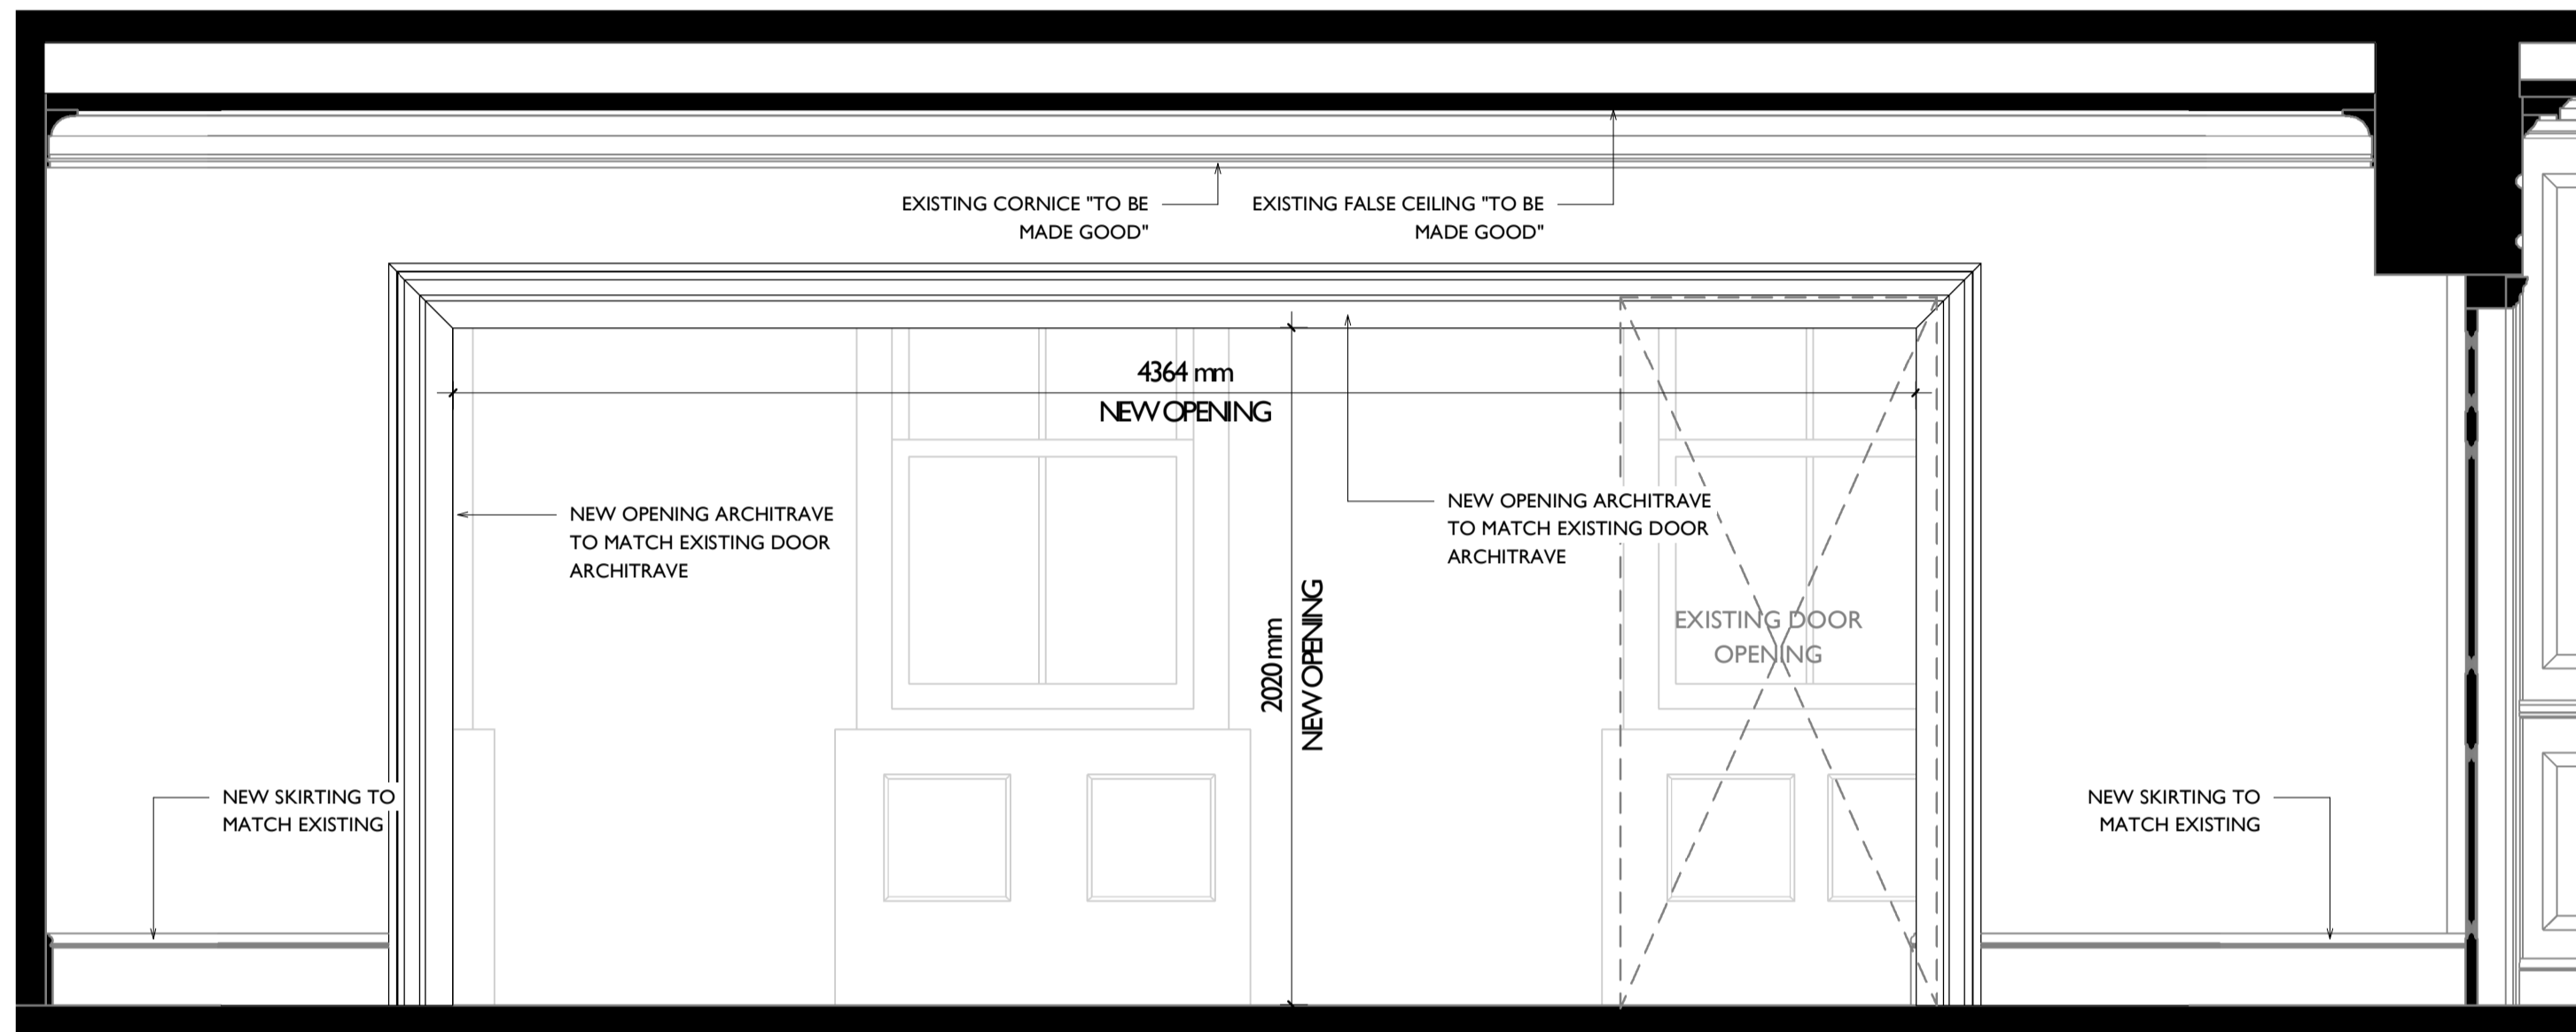 EXISTING CORNICE "TO BE
MADE GOOD"
EXISTING FALSE CEILING "TO BE
MADE GOOD"
4364 mm
NEW OPENING
NEW OPENING ARCHITRAVE
TO MATCH EXISTING DOOR
ARCHITRAVE
NEW OPENING ARCHITRAVE
TO MATCH EXISTING DOOR
ARCHITRAVE
2020 mm
NEW OPENING
EXISTING DOOR
OPENING
NEW SKIRTING TO
MATCH EXISTING
NEW SKIRTING TO
MATCH EXISTING